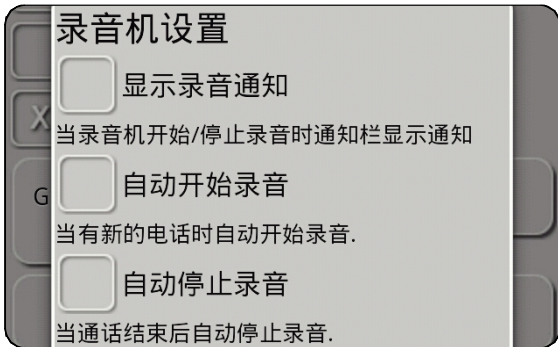 录音机设置
显示录音通知
当录音机开始/停止录音时通知栏显示通知
X
自动开始录音
G
当有新的电话时自动开始录音.
自动停止录音
当通话结束后自动停止录音.